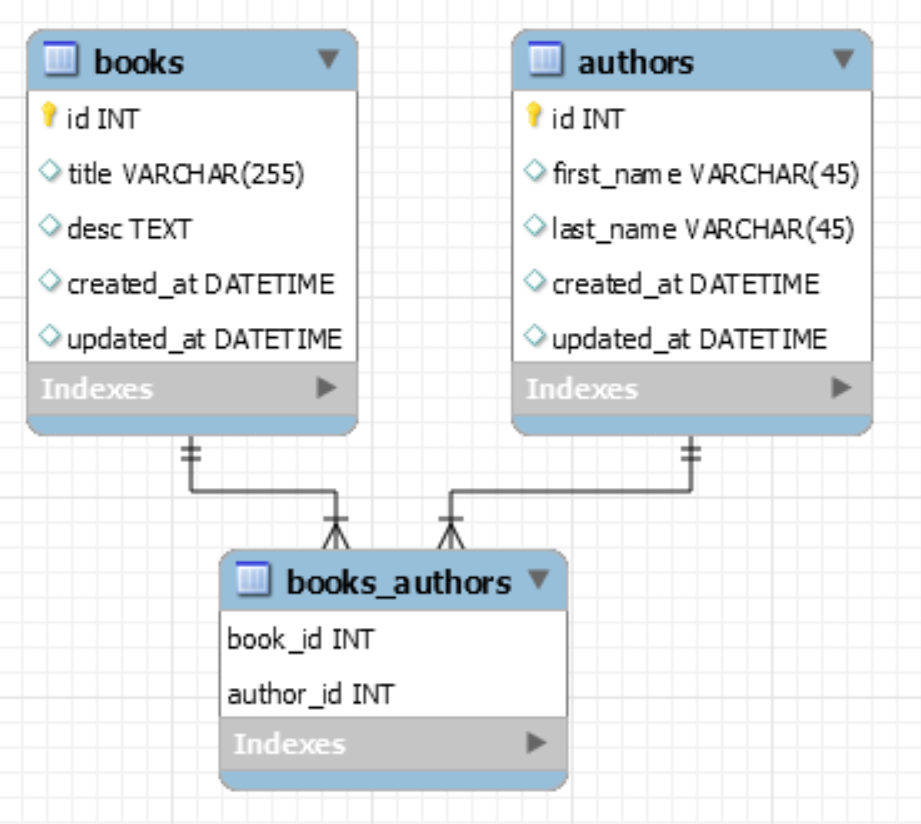 books
id INT
title VARCHAR(255)
desc TEXT
created_at DATETIME
updated_at DATETIME
Indexes
authors
id INT
first_name VARCHAR(45)
last_name VARCHAR(45)
created_at DATETIME
updated_at DATETIME
Indexes
books_authors
book_id INT
author_id INT
Indexes